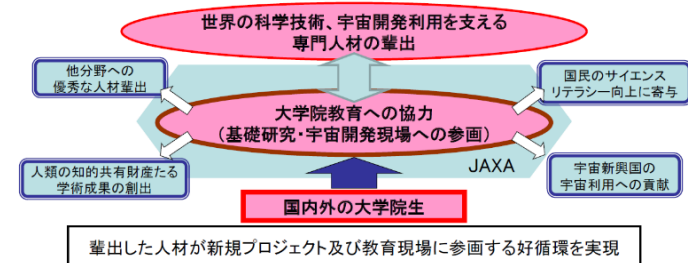 世界の科学技術、宇宙開発利用を支える
専門人材の輩出
他分野への
優秀な人材輩出
国民のサイエンス
リテラシー向上に寄与
大学院教育への協力
(基礎研究・宇宙開発現場への参画)
人類の知的共有財産たる
学術成果の創出
JAXA
宇宙新興国の
宇宙利用への貢献
国内外の大学院生
輩出した人材が新規プロジェクト及び教育現場に参画する好循環を実現